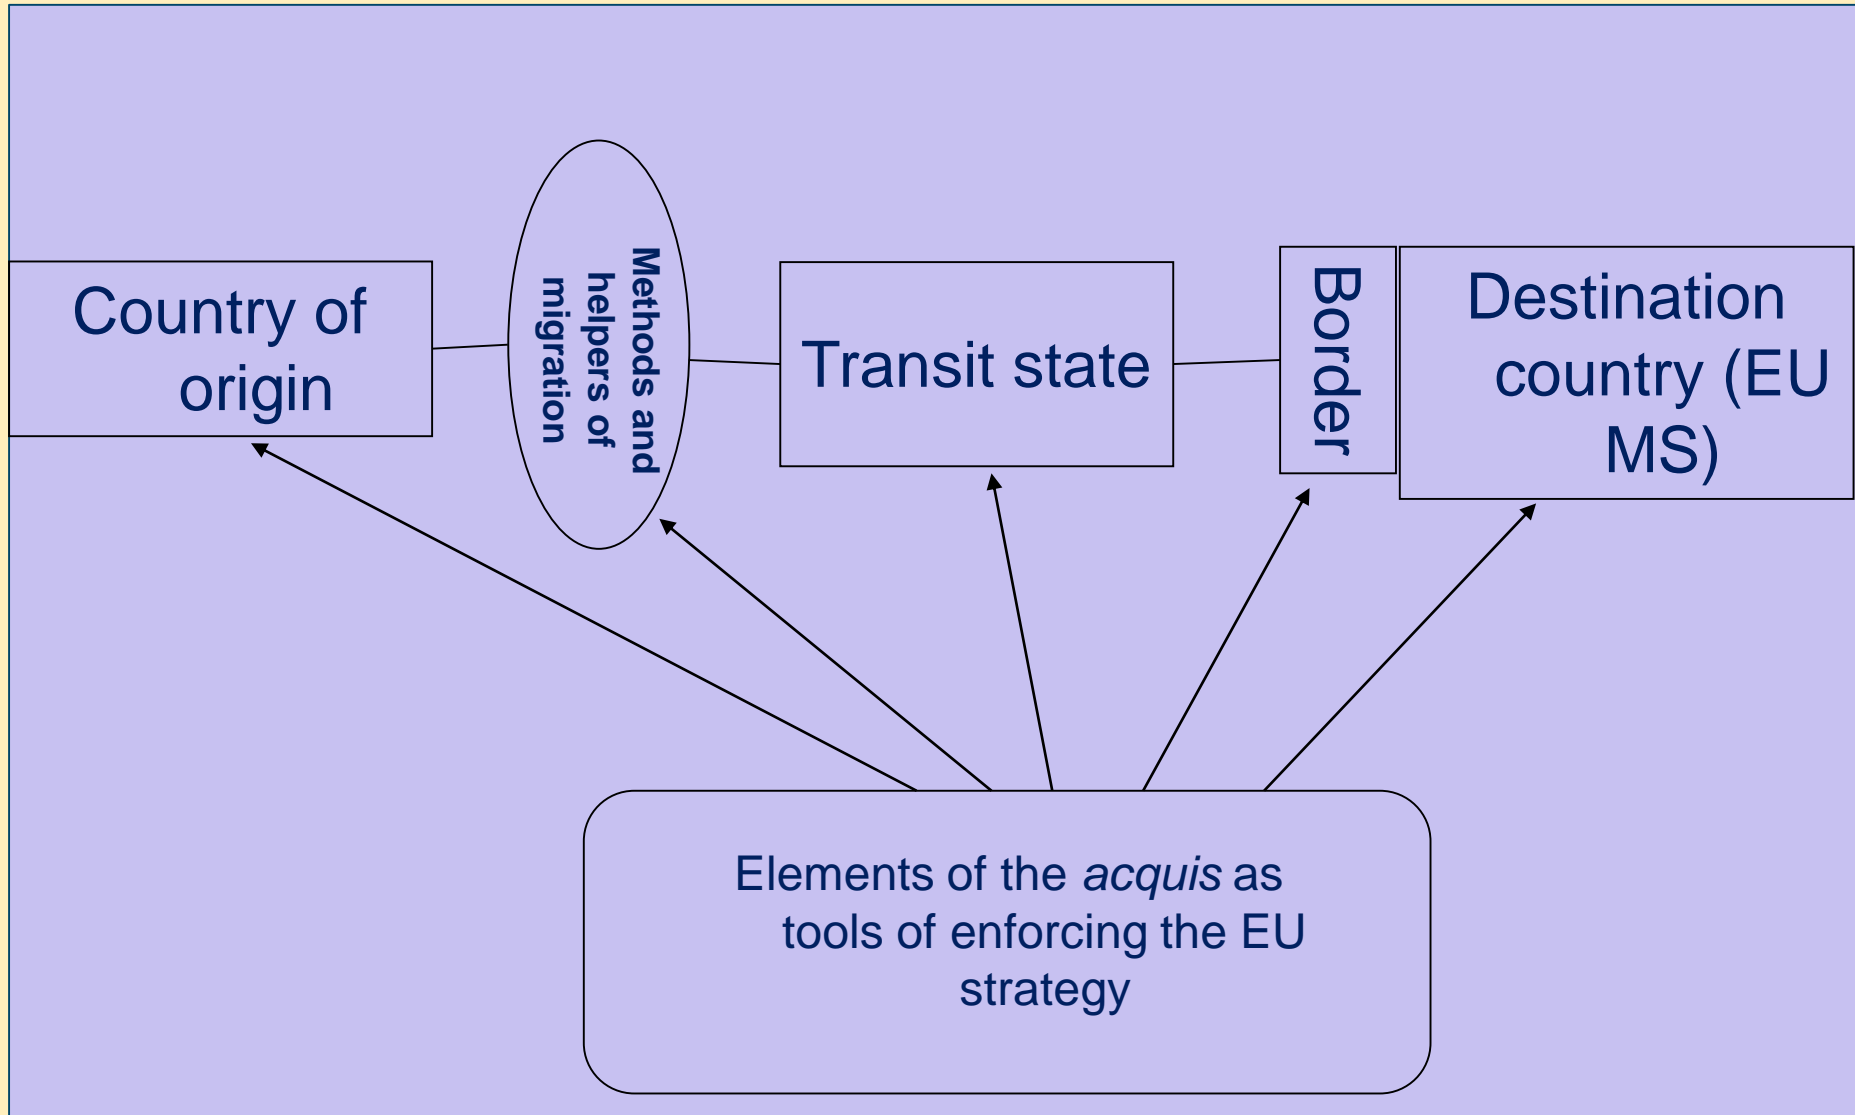 Country of
origin
Methods and
helpers of
migration
Transit state
Border
Destination
country (EU
MS)
Elements of the acquis as
tools of enforcing the EU
strategy